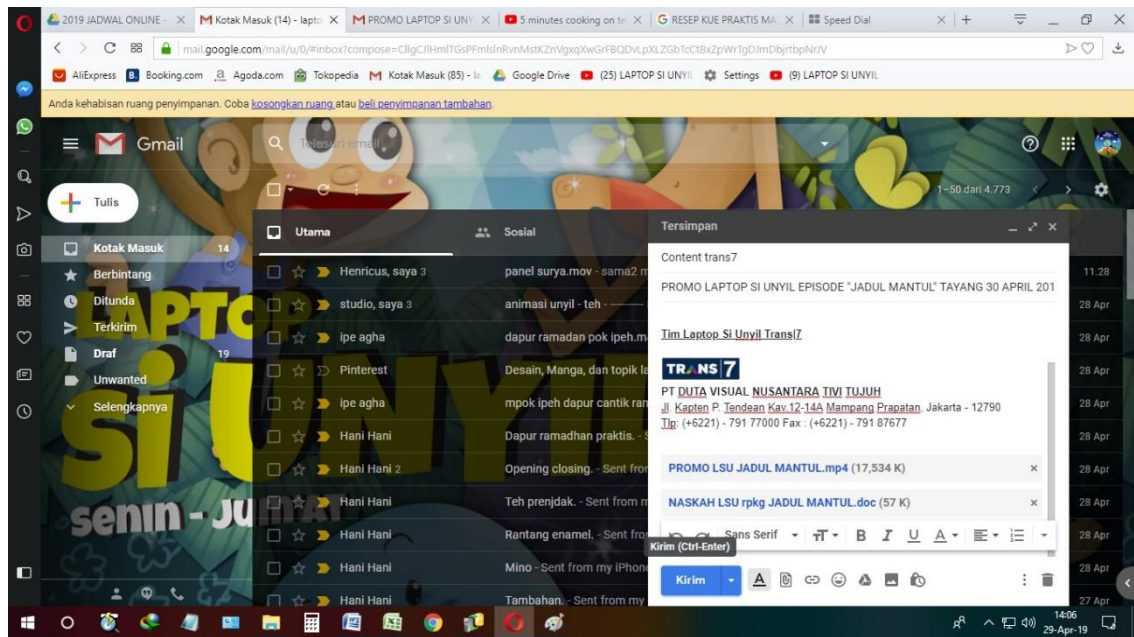 2019 JADWAL ONLINE -
Kotak Masuk (14) - lapto
PROMO LAPTOP SI UNY
5 minutes cooking on te
RESEP KUE PRAKTIS MA
Speed Dial
mail.google.com/mail/u/0/#inbox?compose=
AliExpress
Booking.com
Agoda.com
Tokopedia
Kotak Masuk (85) - la
Google Drive
(25) LAPTOP SI UNYIL
Settings
(9) LAPTOP SI UNYIL
Anda kehabisan ruang penyimpanan. Coba kosongkan ruang atau beli penyimpanan tambahan.
Gmail
Telusuri email
1–50 dari 4.773
Tulis
Kotak Masuk 14
Berbintang
Ditunda
Terkirim
Draf 19
Unwanted
Selengkapnya
LAPTOP
Si UNYIL
senin - JUM
Utama
Sosial
Henricus, saya 3 panel surya.mov - sama2 m 11.28
studio, saya 3 animasi unyil - teh - 28 Apr
ipe agha dapur ramadan pok ipeh.m 28 Apr
Pinterest Desain, Manga, dan topik la 28 Apr
ipe agha mpok ipeh dapur cantik ran 28 Apr
Hani Hani Dapur ramadhan praktis. - S 28 Apr
Hani Hani 2 Opening closing. - Sent fror 28 Apr
Hani Hani Teh prenjdak. - Sent from m 28 Apr
Hani Hani Rantang enamel. - Sent fro 28 Apr
Hani Hani Mino - Sent from my iPhone 28 Apr
Hani Hani Tambahan. - Sent from my 27 Apr
Tersimpan
Content trans7
PROMO LAPTOP SI UNYIL EPISODE "JADUL MANTUL" TAYANG 30 APRIL 201
Tim Laptop Si Unyil Trans|7
TRANS|7
PT DUTA VISUAL NUSANTARA TIVI TUJUH
Jl. Kapten P. Tendean Kav.12-14A Mampang Prapatan, Jakarta - 12790
Tlp: (+6221) - 791 77000 Fax : (+6221) - 791 87677
PROMO LSU JADUL MANTUL.mp4 (17,534 K)
NASKAH LSU rpkg JADUL MANTUL.doc (57 K)
Sans Serif
Kirim (Ctrl-Enter)
Kirim
14:06
29-Apr-19